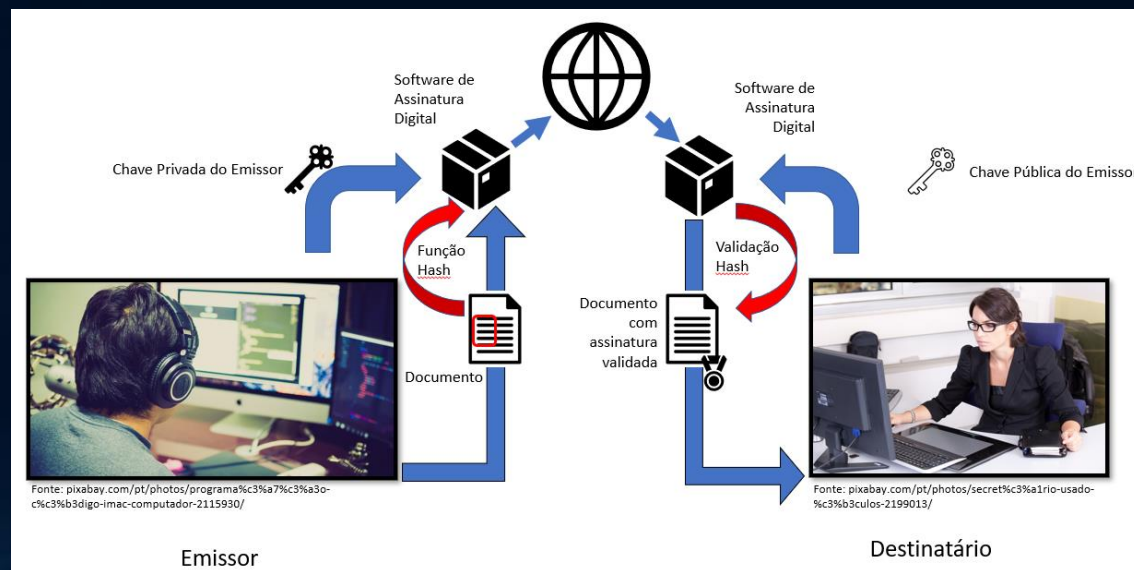 Software de
Assinatura
Digital
Software de
Assinatura
Digital
Chave Privada do Emissor
Chave Pública do Emisso
Função
Hash
Validação
Hash
Documento
com
assinatura
validada
Documento
Fonte: pixabay.com/pt/photos/programa%c3%a7%c3%a3o-
c%c3%b3digo-imac-computador-2115930/
Fonte: pixabay.com/pt/photos/secret%c3%a1rio-usado-
%c3%b3culos-2199013/
Emissor
Destinatário